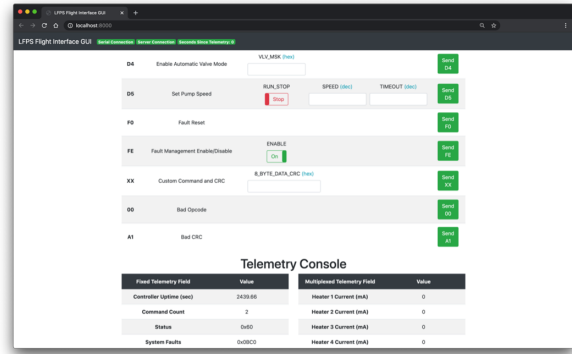 LFPS Flight Interface GUI
localhost:8000
LFPS Flight Interface GUI Serial Connection Server Connection Seconds Since Telemetry: 0
D4 Enable Automatic Valve Mode VLV_MSK (hex) Send D4
D5 Set Pump Speed RUN_STOP Stop SPEED (dec) TIMEOUT (dec) Send D5
F0 Fault Reset Send F0
FE Fault Management Enable/Disable ENABLE On Send FE
XX Custom Command and CRC 8_BYTE_DATA_CRC (hex) Send XX
00 Bad Opcode Send 00
A1 Bad CRC Send A1
Telemetry Console
Fixed Telemetry Field Value Multiplexed Telemetry Field Value
Controller Uptime (sec) 2439.66 Heater 1 Current (mA) 0
Command Count 2 Heater 2 Current (mA) 0
Status 0x60 Heater 3 Current (mA) 0
System Faults 0x0BC0 Heater 4 Current (mA) 0